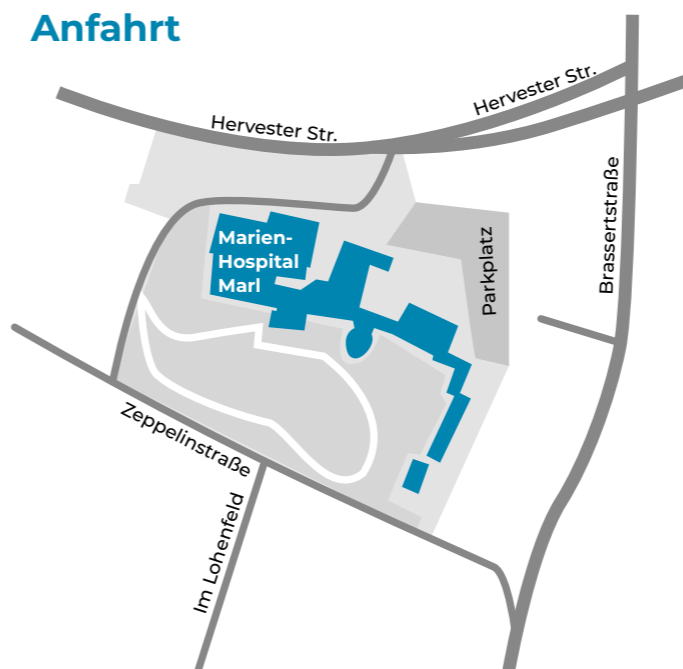 Anfahrt
Hervester Str.
Hervester Str.
Brassertstraße
Marien-
Hospital
Marl
Parkplatz
Zeppelinstraße
Im Lohenfeld